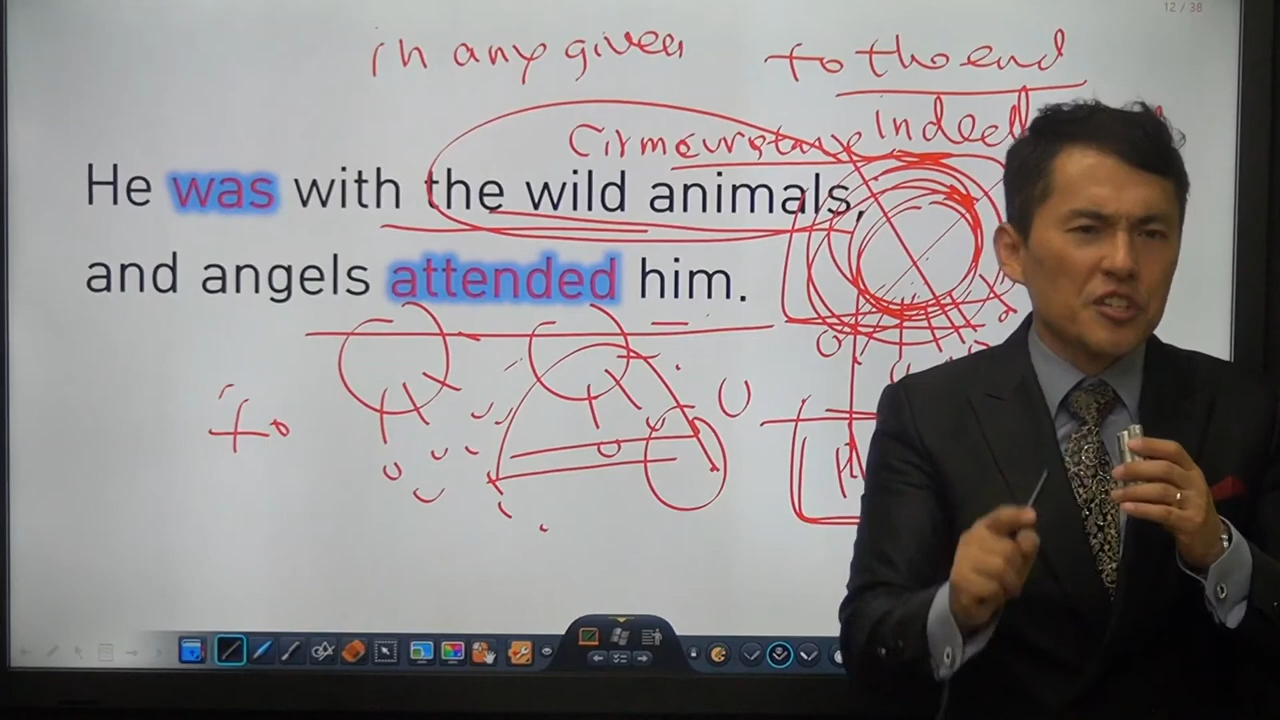 12 / 38
in any given
to the end
Cirmcurstance indeed
He was with the wild animals,
and angels attended him.
to